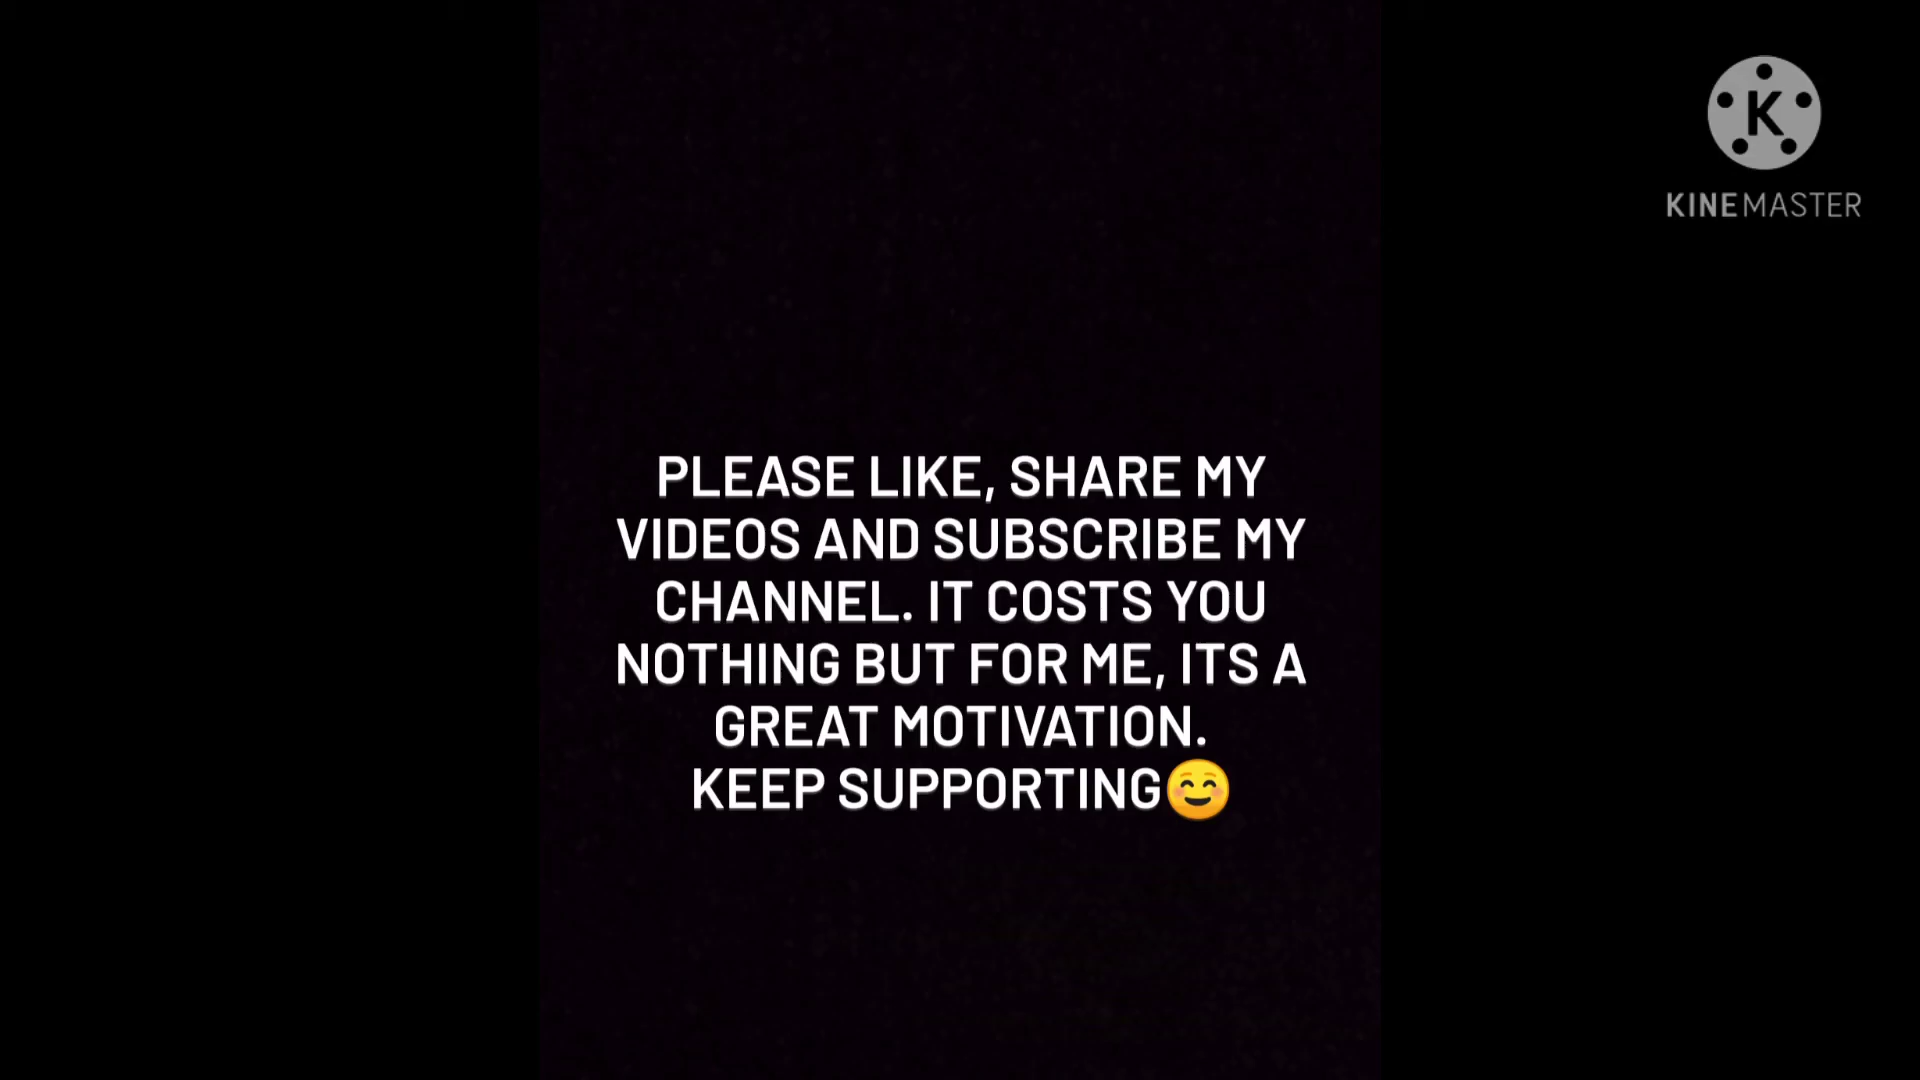 K
KINEMASTER
PLEASE LIKE, SHARE MY
VIDEOS AND SUBSCRIBE MY
CHANNEL. IT COSTS YOU
NOTHING BUT FOR ME, ITS A
GREAT MOTIVATION.
KEEP SUPPORTING☺️